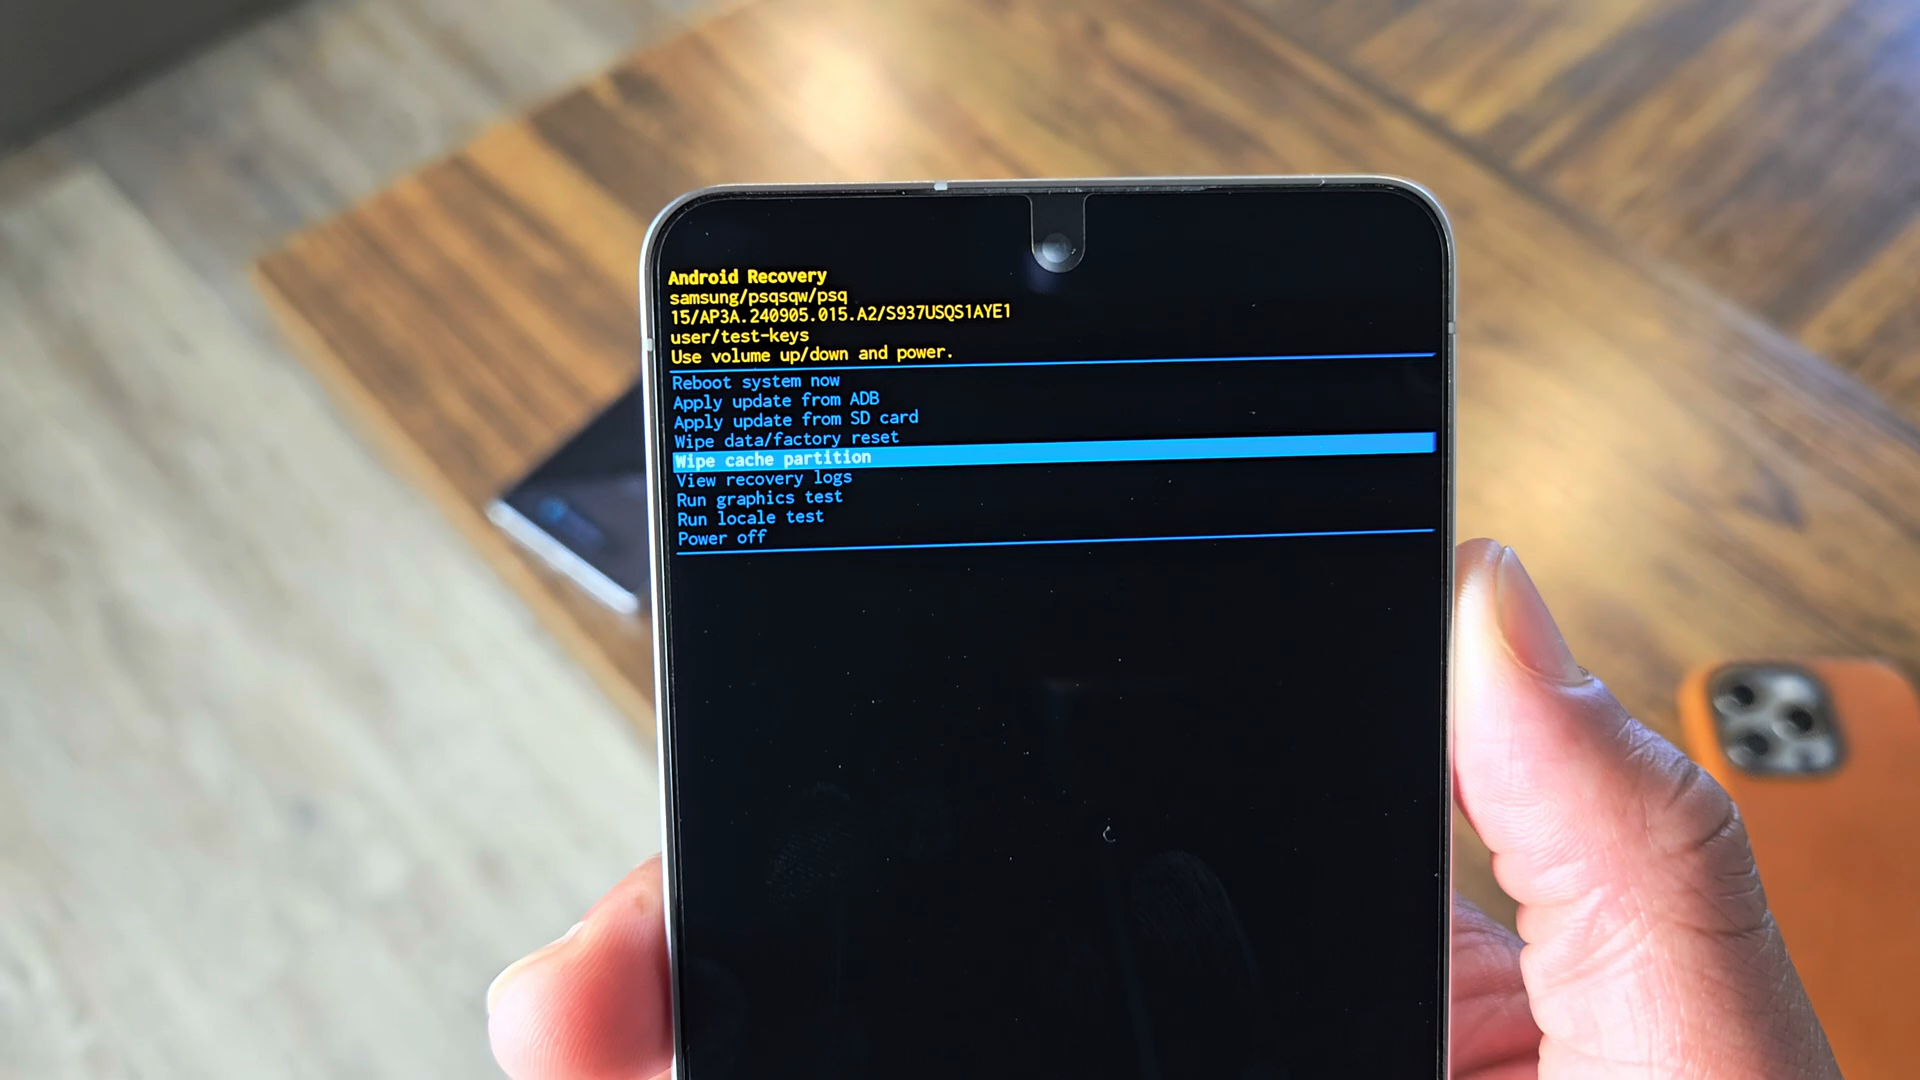 Android Recovery
samsung/psqsqw/psq
15/AP3A.240905.015.A2/S937USQS1AYE1
user/test-keys
Use volume up/down and power.
Reboot system now
Apply update from ADB
Apply update from SD card
Wipe data/factory reset
Wipe cache partition
View recovery logs
Run graphics test
Run locale test
Power off